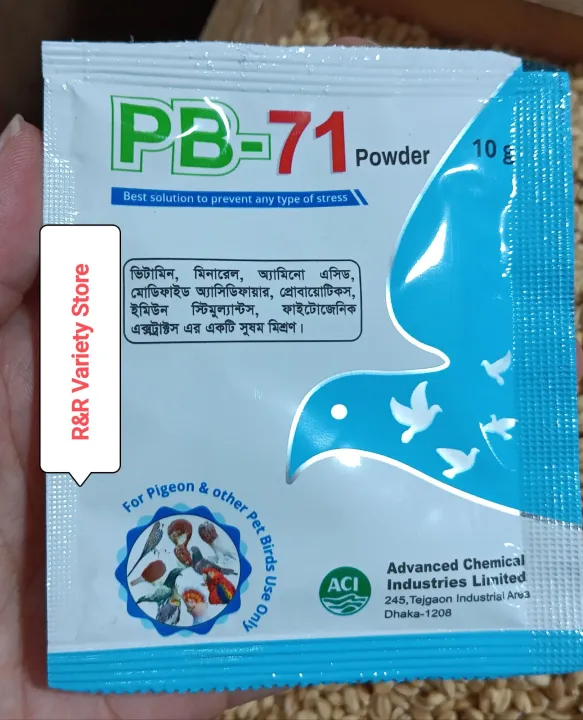 PB-71 Powder 10 g
Best solution to prevent any type of stress
ভিটামিন, মিনারেল, অ্যামিনো এসিড,
মোডিফাইড অ্যাসিডিফায়ার, প্রোবায়োটিকস,
ইমিউন স্টিমুল্যান্টস, ফাইটোজেনিক
এক্সট্রাক্টস এর একটি সুষম মিশ্রণ।
R&R Variety Store
For Pigeon & other Pet Birds Use Only
ACI
Advanced Chemical
Industries Limited
245,Tejgaon Industrial Area
Dhaka-1208